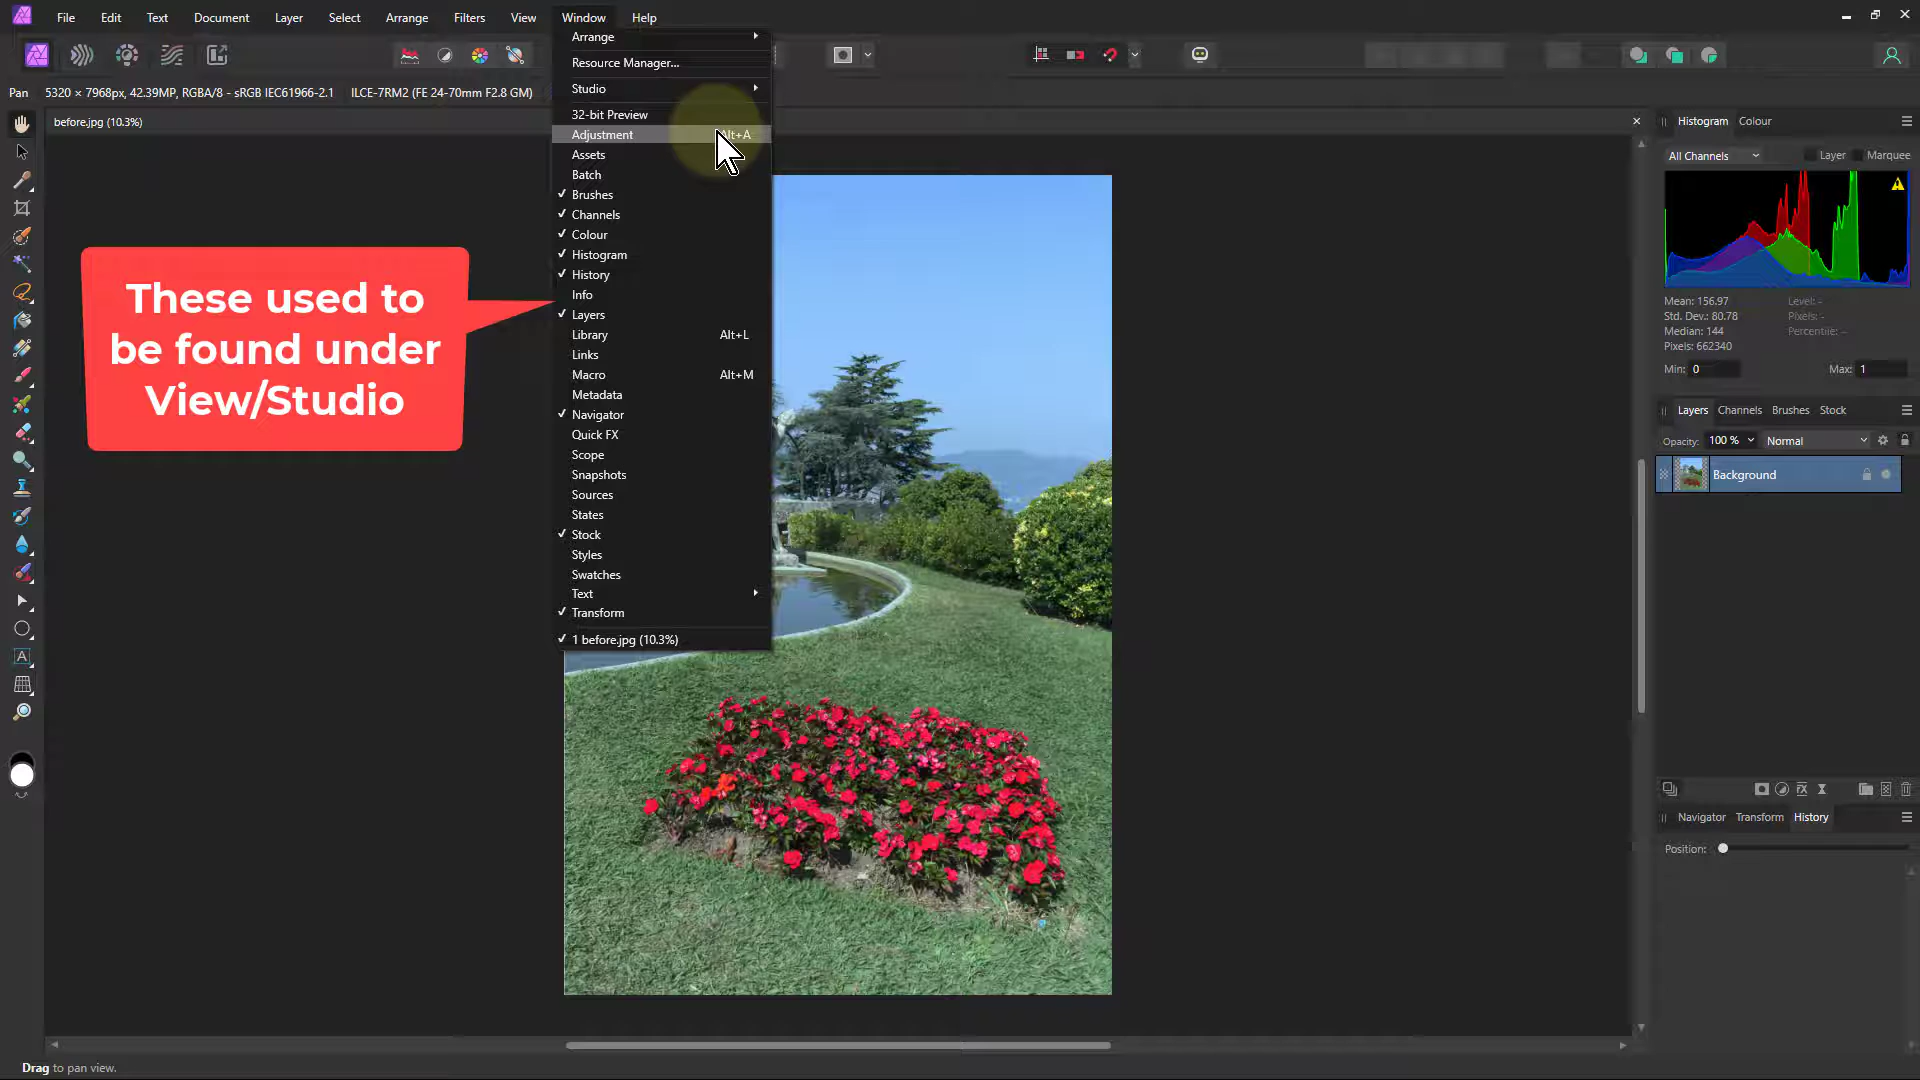 File Edit Text Document Layer Select Arrange Filters View Window Help
Pan 5320 × 7968px, 42.39MP, RGBA/8 - sRGB IEC61966-2.1 ILCE-7RM2 (FE 24-70mm F2.8 GM)
before.jpg (10.3%)
Arrange
Resource Manager...
Studio
32-bit Preview
Adjustment Alt+A
Assets
Batch
Brushes
Channels
Colour
Histogram
History
Info
Layers
Library Alt+L
Links
Macro Alt+M
Metadata
Navigator
Quick FX
Scope
Snapshots
Sources
States
Stock
Styles
Swatches
Text
Transform
1 before.jpg (10.3%)
These used to
be found under
View/Studio
Histogram Colour
All Channels Layer Marquee
Mean: 156.97 Level: -
Std. Dev.: 80.78 Pixels: -
Median: 144 Percentile: -
Pixels: 662340
Min: 0 Max: 1
Layers Channels Brushes Stock
Opacity: 100 % Normal
Background
Navigator Transform History
Position:
Drag to pan view.